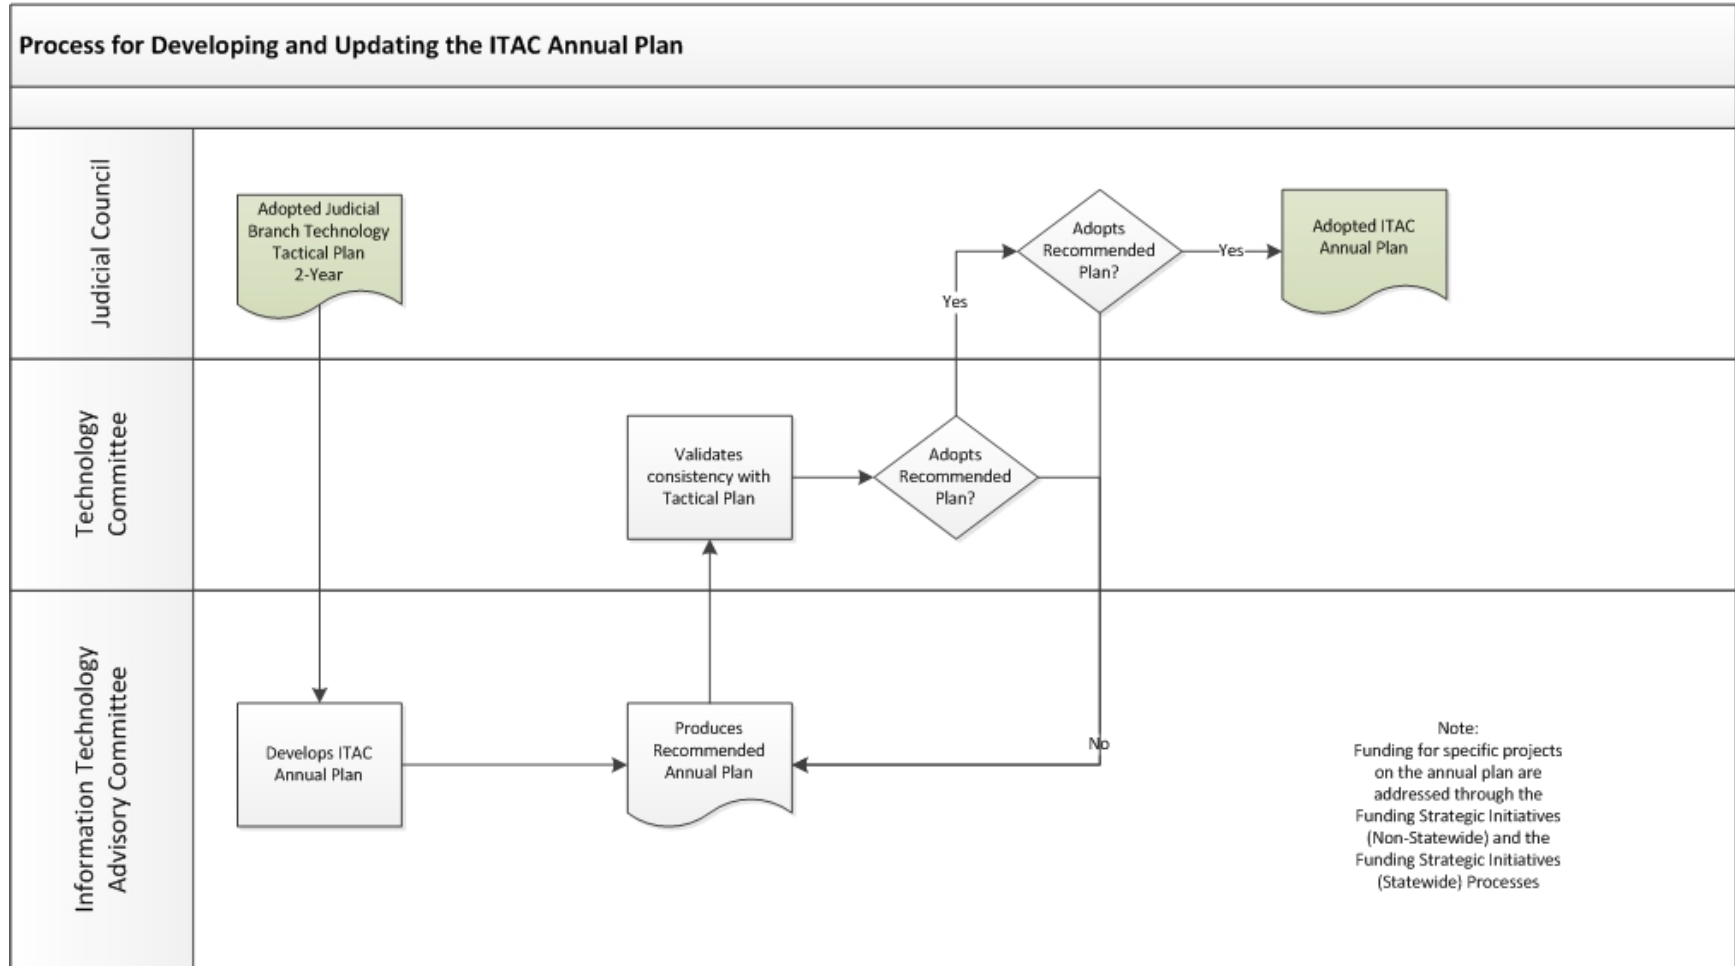 Process for Developing and Updating the ITAC Annual Plan
Judicial Council
Adopted Judicial
Branch Technology
Tactical Plan
2-Year
Adopts
Recommended
Plan?
Yes
Adopted ITAC
Annual Plan
Yes
Technology
Committee
Validates
consistency with
Tactical Plan
Adopts
Recommended
Plan?
Information Technology
Advisory Committee
Develops ITAC
Annual Plan
Produces
Recommended
Annual Plan
No
Note:
Funding for specific projects
on the annual plan are
addressed through the
Funding Strategic Initiatives
(Non-Statewide) and the
Funding Strategic Initiatives
(Statewide) Processes